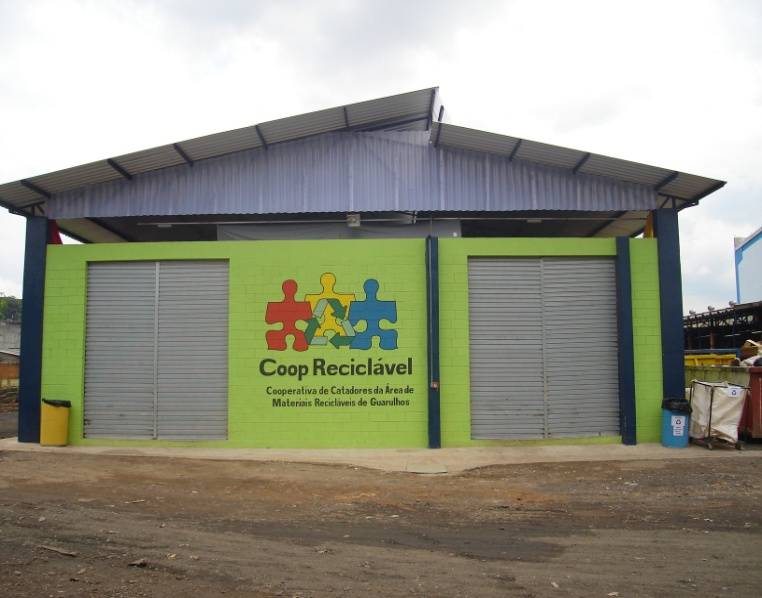 Coop Reciclável
Cooperativa de Catadores da Área de
Materiais Recicláveis de Guarulhos